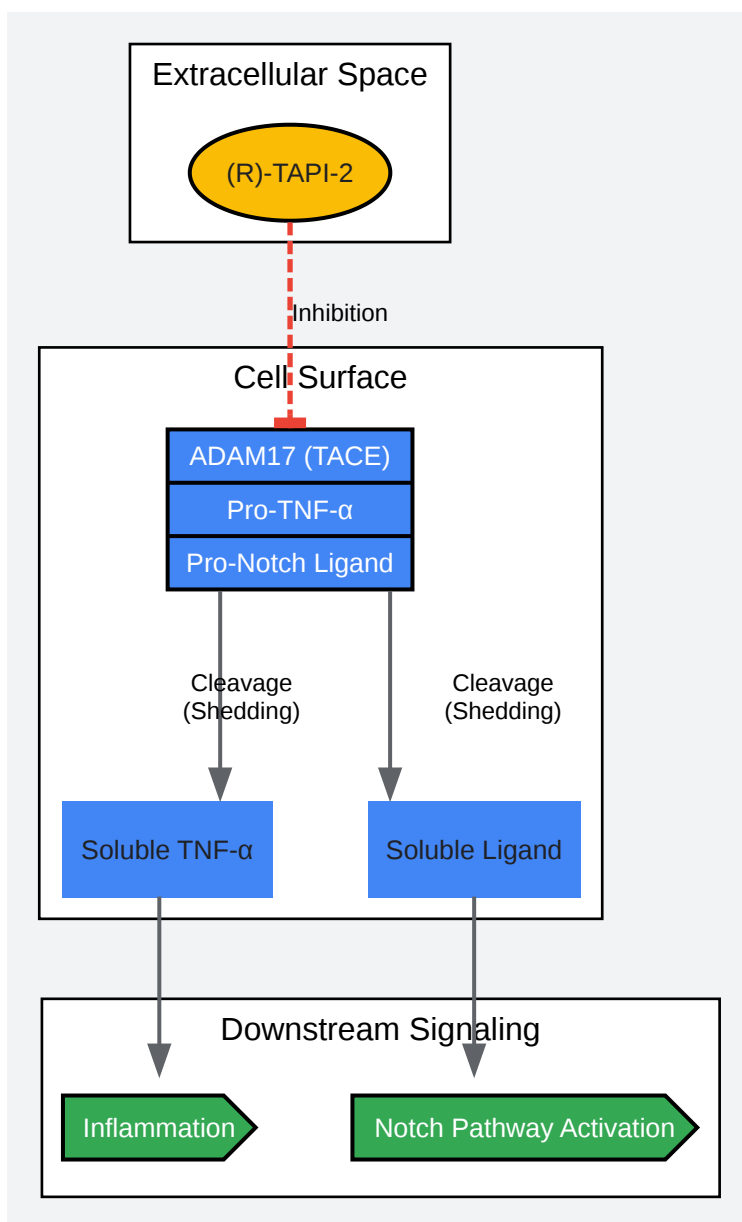 Extracellular Space
(R)-TAPI-2
Inhibition
Cell Surface
ADAM17 (TACE)
Pro-TNF-α
Pro-Notch Ligand
Cleavage
(Shedding)
Cleavage
(Shedding)
Soluble TNF-α
Soluble Ligand
Downstream Signaling
Inflammation
Notch Pathway Activation